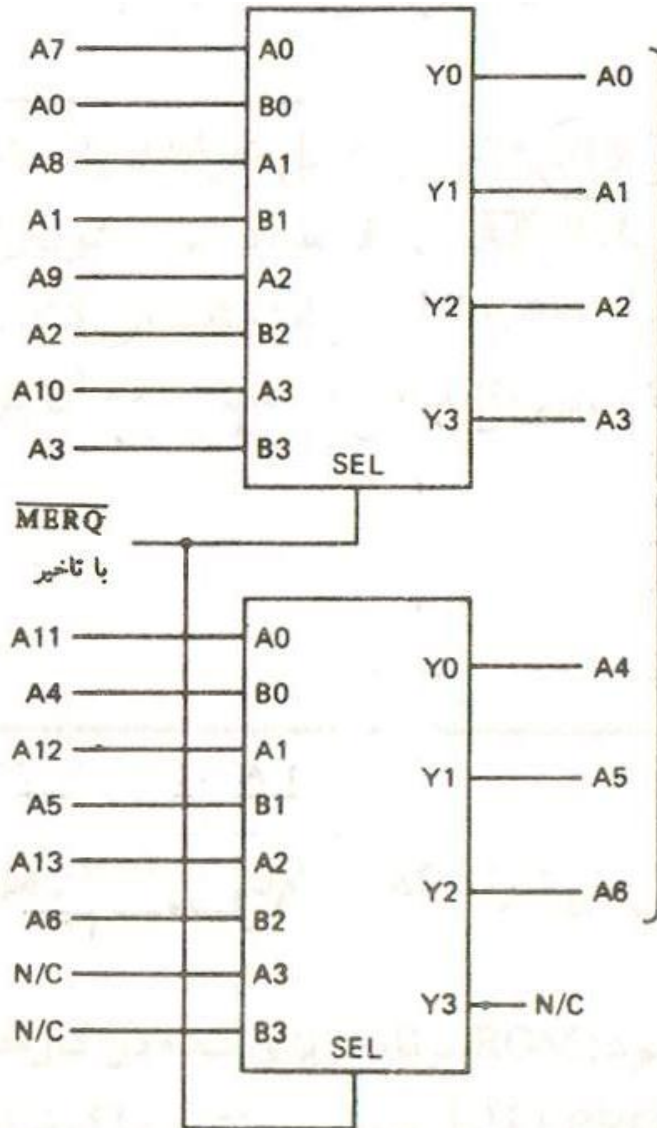 A7 A0 Y0 A0
A0 B0
A8 A1 Y1 A1
A1 B1
A9 A2 Y2 A2
A2 B2
A10 A3 Y3 A3
A3 B3
SEL
MERQ
با تاخیر
A11 A0 Y0 A4
A4 B0
A12 A1 Y1 A5
A5 B1
A13 A2 Y2 A6
A6 B2
N/C A3 Y3 N/C
N/C B3
SEL